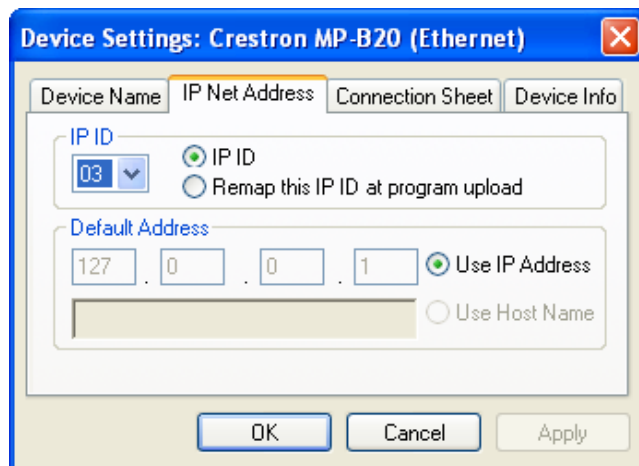 Device Settings: Crestron MP-B20 (Ethernet)
Device Name IP Net Address Connection Sheet Device Info
IP ID
03
IP ID
Remap this IP ID at program upload
Default Address
127 . 0 . 0 . 1
Use IP Address
Use Host Name
OK Cancel Apply